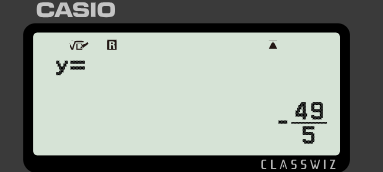 CASIO
√▱ R ▲
y=
-49/5
CLASSWIZ